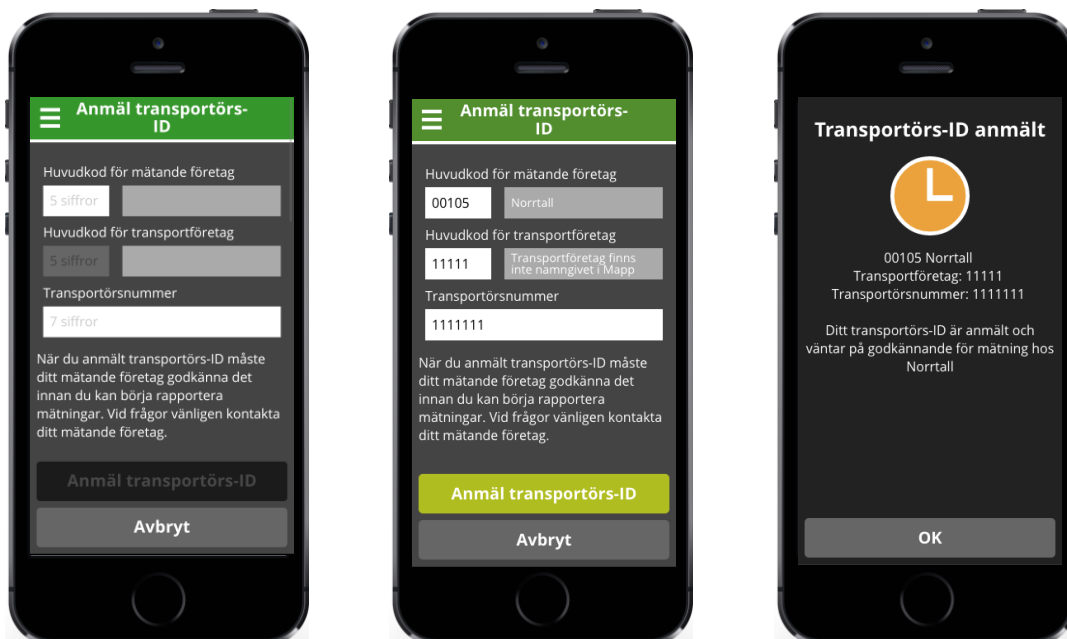 Anmäl transportörs-
ID
Huvudkod för mätande företag
5 siffror
Huvudkod för transportföretag
5 siffror
Transportörsnummer
7 siffror
När du anmält transportörs-ID måste
ditt mätande företag godkänna det
innan du kan börja rapportera
mätningar. Vid frågor vänligen kontakta
ditt mätande företag.
Anmäl transportörs-ID
Avbryt
Anmäl transportörs-
ID
Huvudkod för mätande företag
00105 Norrtall
Huvudkod för transportföretag
11111 Transportföretag finns
inte namngivet i Mapp
Transportörsnummer
1111111
När du anmält transportörs-ID måste
ditt mätande företag godkänna det
innan du kan börja rapportera
mätningar. Vid frågor vänligen kontakta
ditt mätande företag.
Anmäl transportörs-ID
Avbryt
Transportörs-ID anmält
00105 Norrtall
Transportföretag: 11111
Transportörsnummer: 1111111
Ditt transportörs-ID är anmält och
väntar på godkännande för mätning hos
Norrtall
OK